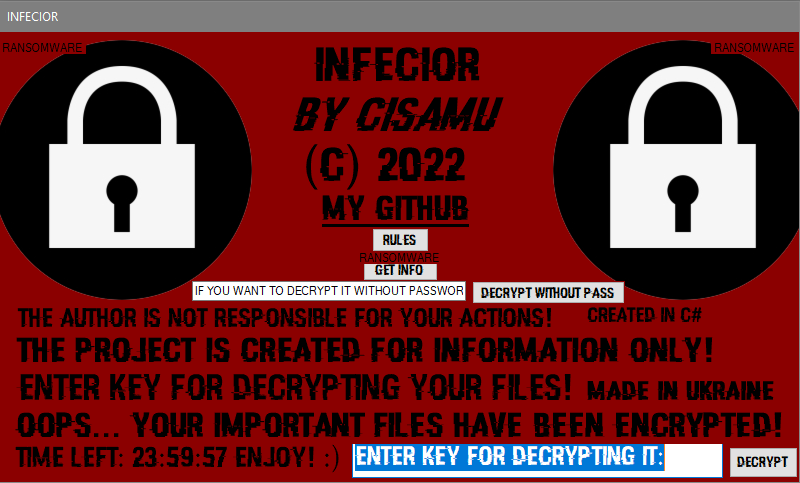 INFECIOR
RANSOMWARE
RANSOMWARE
INFECIOR
BY CISAMU
(C) 2022
MY GITHUB
RULES
RANSOMWARE
GET INFO
IF YOU WANT TO DECRYPT IT WITHOUT PASSWOR
DECRYPT WITHOUT PASS
THE AUTHOR IS NOT RESPONSIBLE FOR YOUR ACTIONS!
CREATED IN C#
THE PROJECT IS CREATED FOR INFORMATION ONLY!
ENTER KEY FOR DECRYPTING YOUR FILES!
MADE IN UKRAINE
OOPS... YOUR IMPORTANT FILES HAVE BEEN ENCRYPTED!
TIME LEFT: 23:59:57 ENJOY! :)
ENTER KEY FOR DECRYPTING IT:
DECRYPT